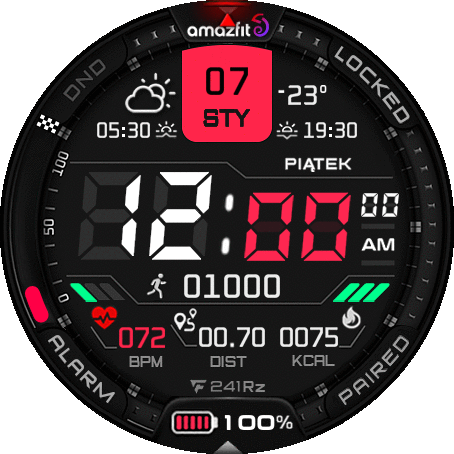 amazfit
DND
LOCKED
07
STY
-23°
05:30
19:30
PIĄTEK
12:00
00
AM
100
50
0
01000
072
BPM
00.70
DIST
0075
KCAL
ALARM
PAIRED
241Rz
100%